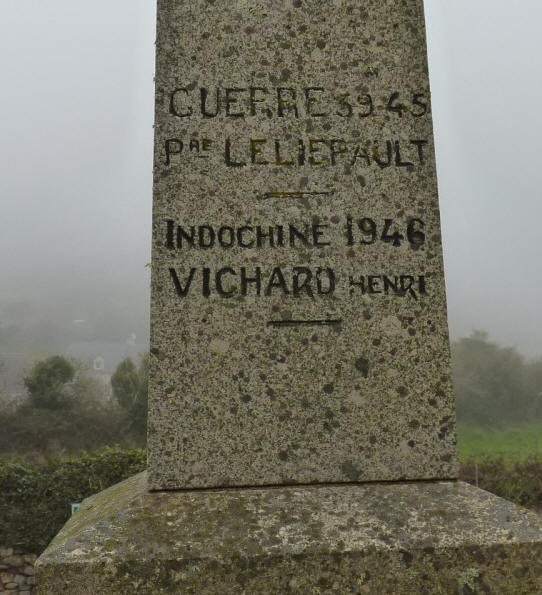 GUERRE 39-45
PRE LELIEPAULT
INDOCHINE 1946
VICHARD HENRI